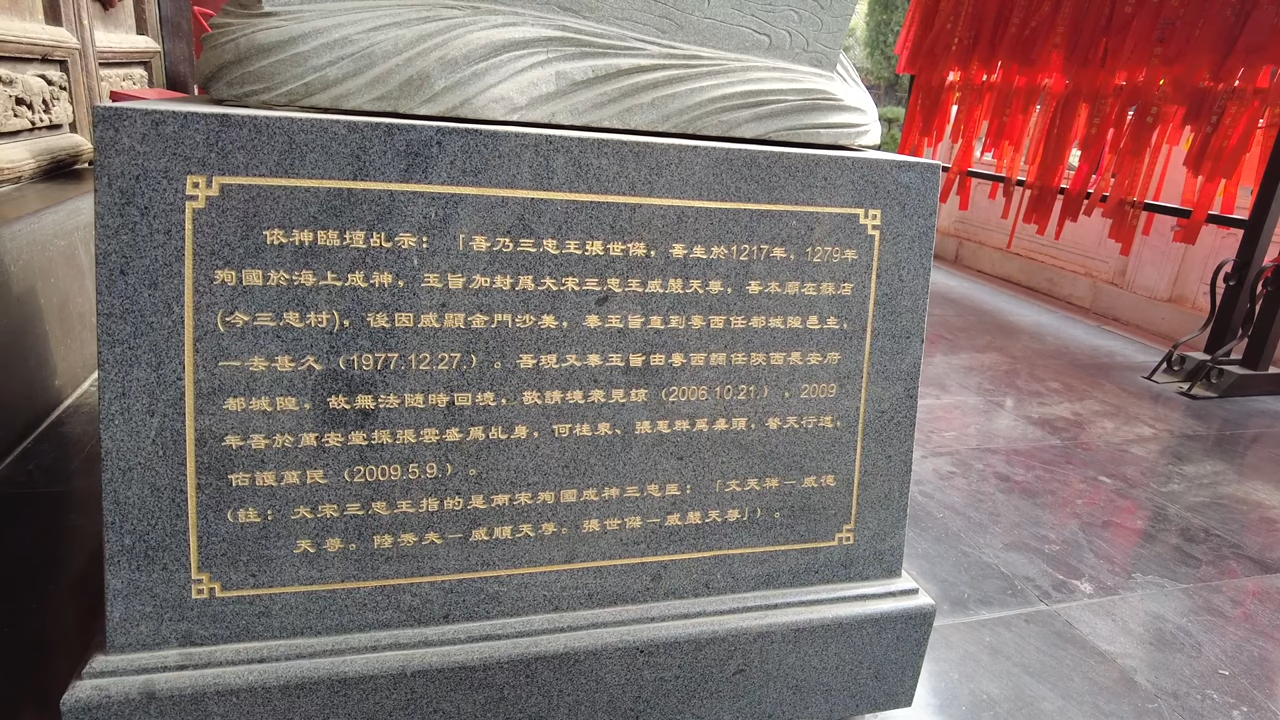 依神臨壇乩示：「吾乃三忠王張世傑，吾生於1217年，1279年
殉國於海上成神，玉旨加封爲大宋三忠王威嚴天尊，吾本廟在蘇店
(今三忠村)，後因威顯金門沙美，奉玉旨直到粵西任都城隍邑主，
一去甚久（1977.12.27.）。吾現又奉玉旨由粵西調任陝西長安府
都城隍，故無法隨時回境，敬請境衆見諒（2006.10.21.），2009
年吾於萬安堂採張雲盛爲乩身，何桂泉、張惠群爲桌頭，替天行道，
佑護萬民（2009.5.9.）。
（註：大宋三忠王指的是南宋殉國成神三忠臣：「文天祥－威德
天尊。陸秀夫－威順天尊。張世傑－威嚴天尊」）。